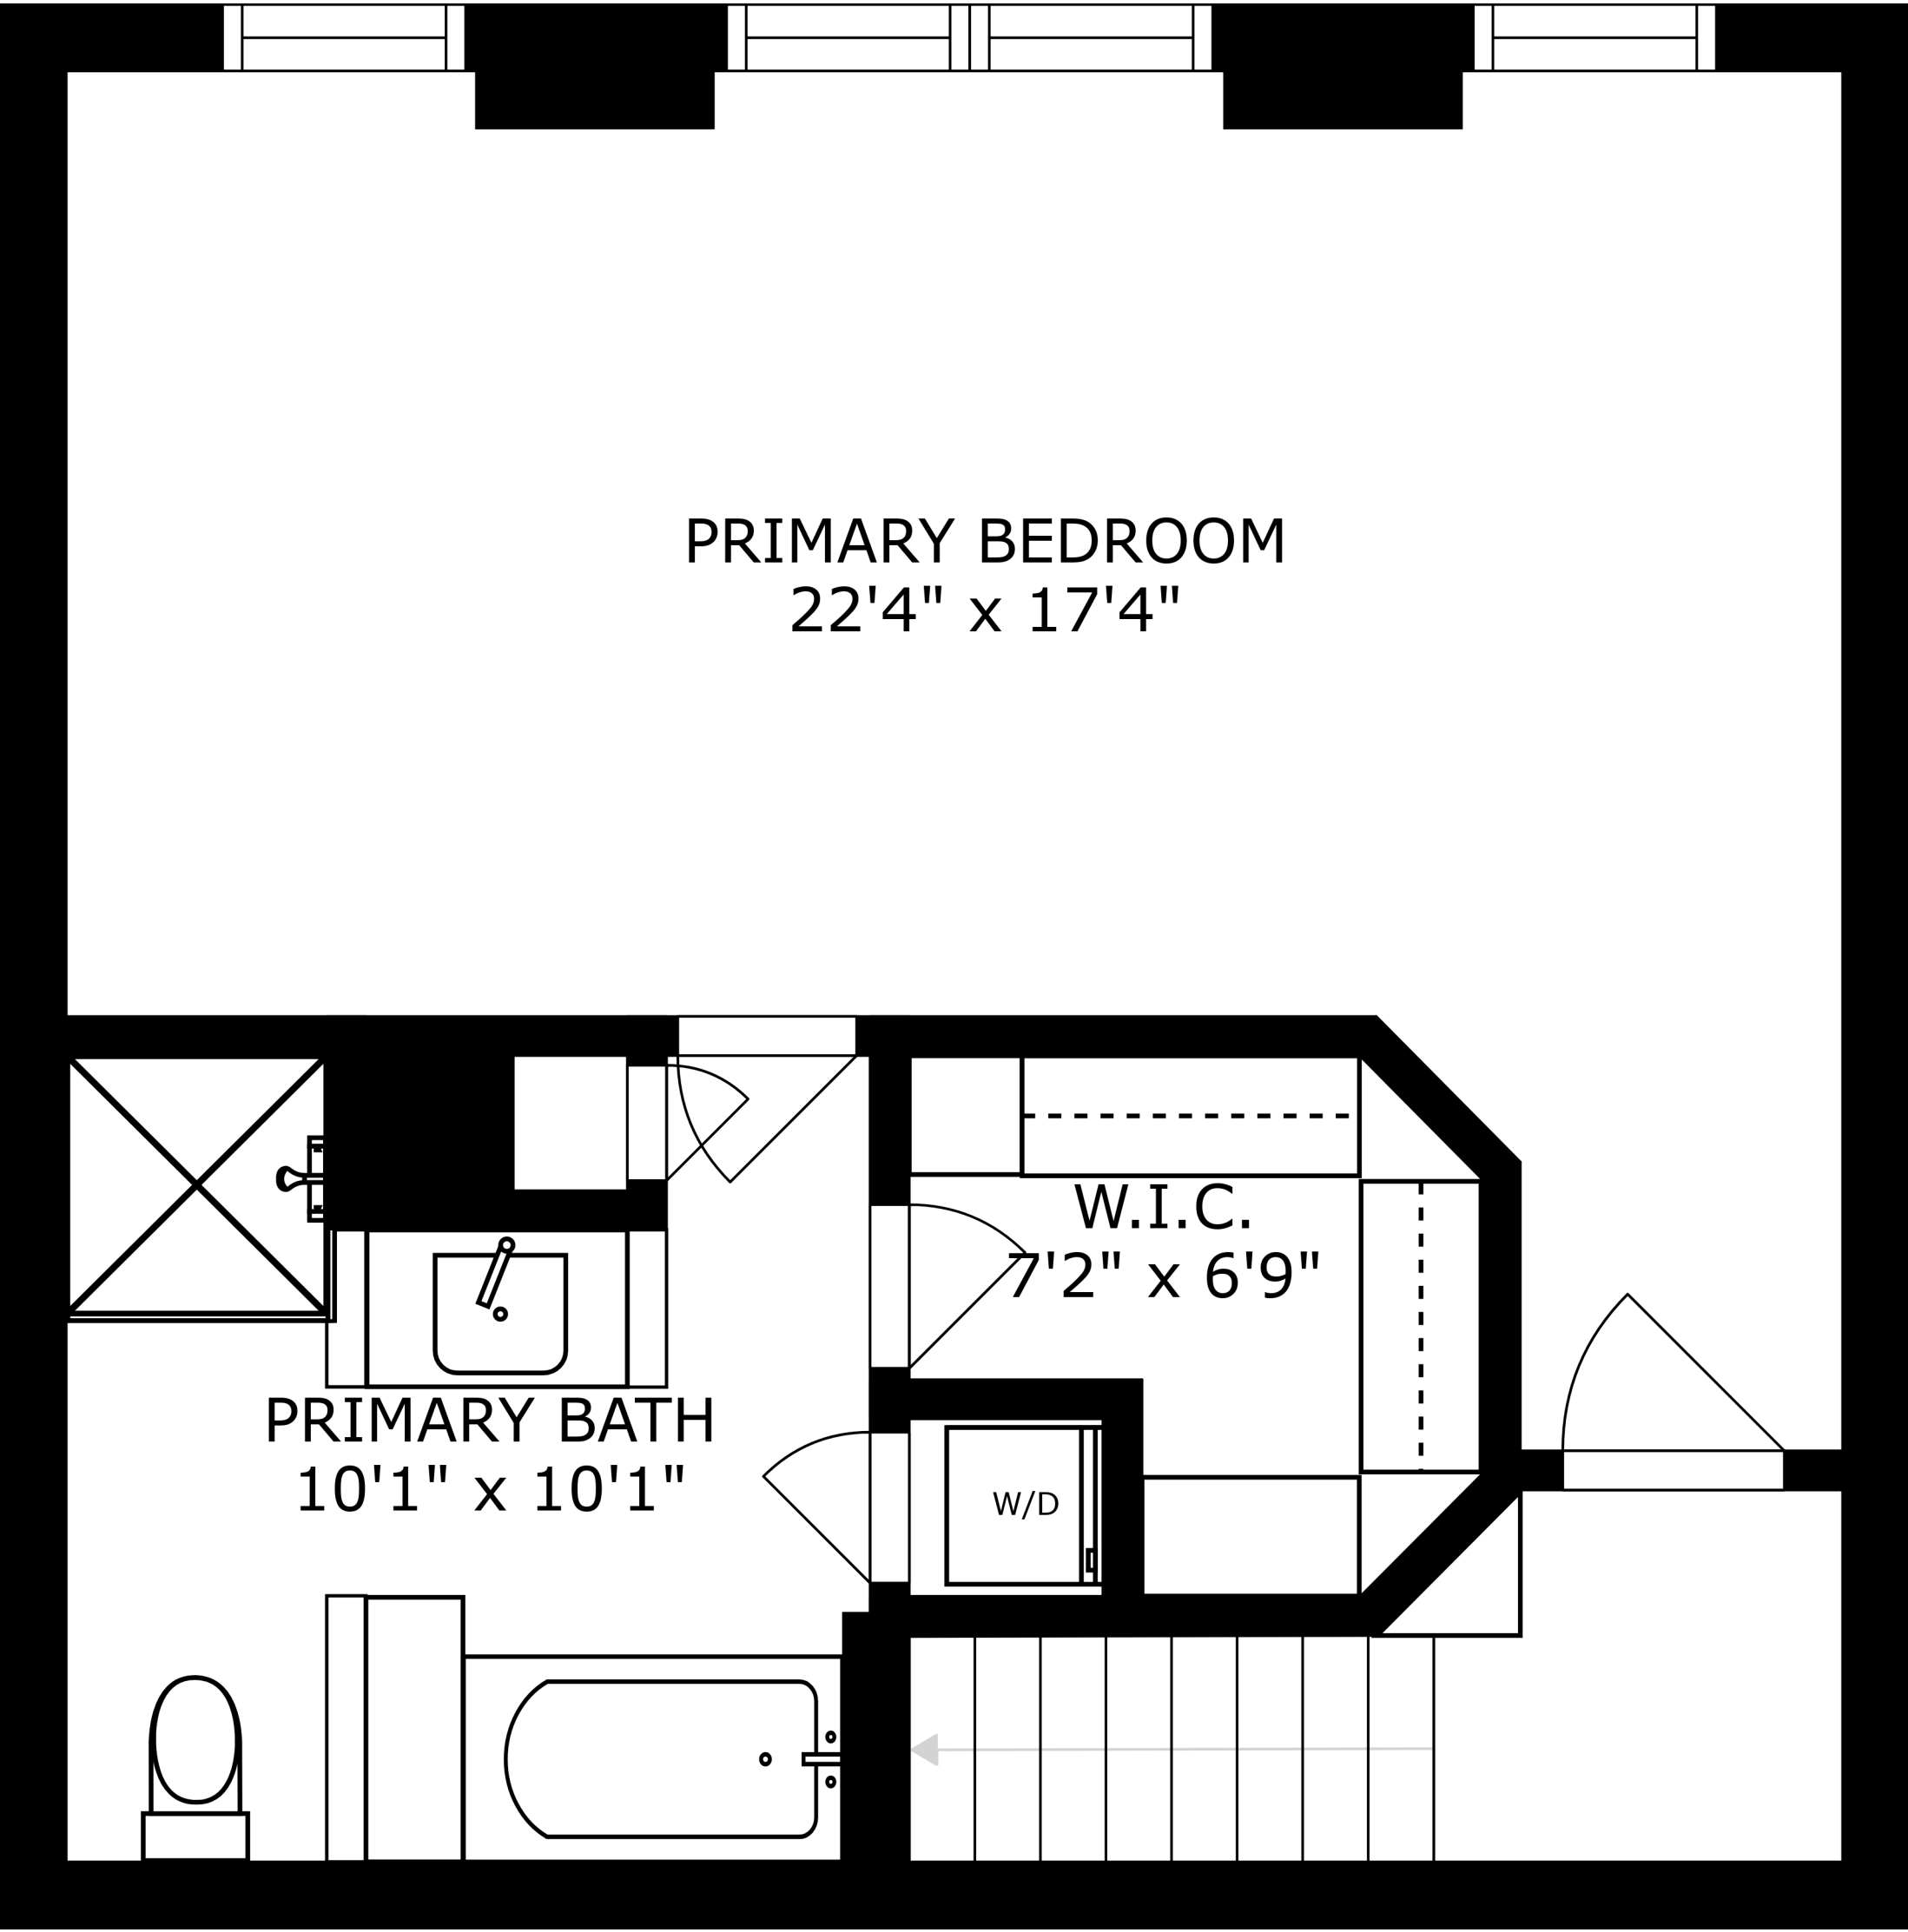 PRIMARY BEDROOM
22'4" x 17'4"
W.I.C.
7'2" x 6'9"
PRIMARY BATH
10'1" x 10'1"
W/D